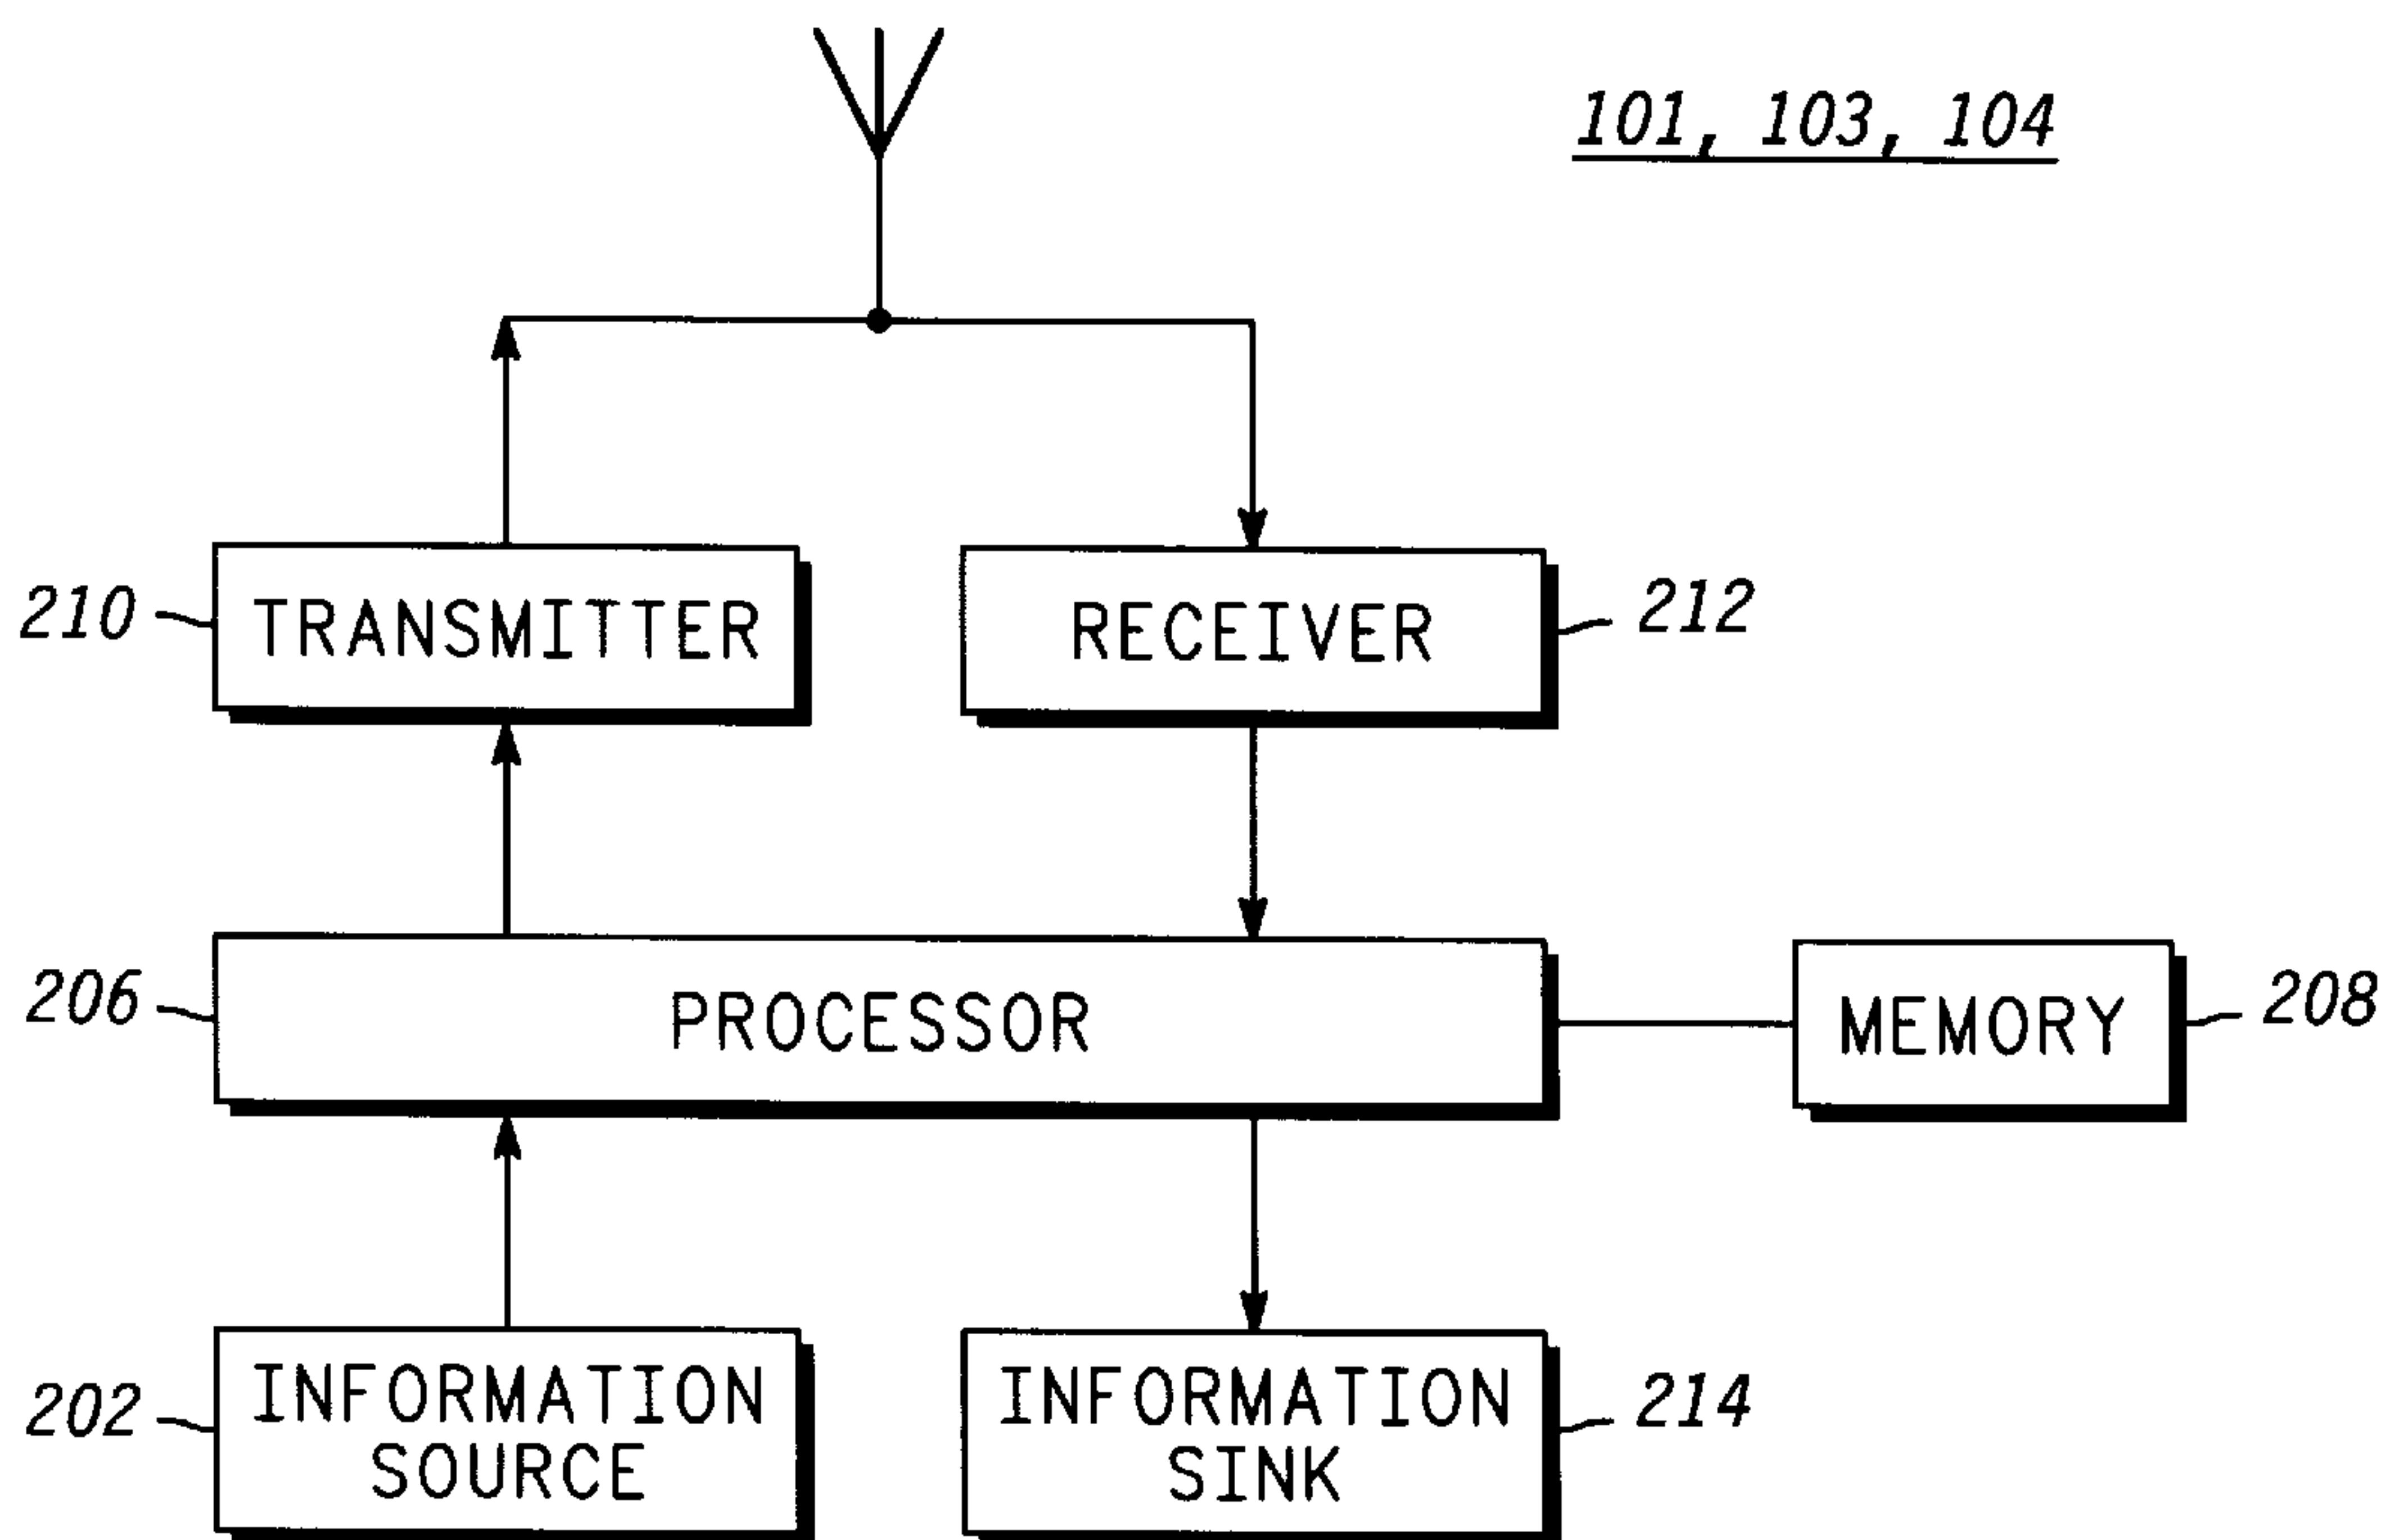 101, 103, 104
210
TRANSMITTER
RECEIVER
212
206
PROCESSOR
MEMORY
208
202
INFORMATION
SOURCE
INFORMATION
SINK
214